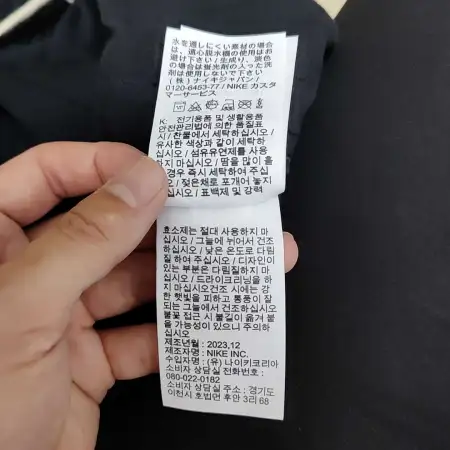 水を通しにくい素材の場合
は、遠心脱水機の使用はお
避け下さい / 生成り、淡色
の場合は蛍光剤の入った洗
剤は使用しないで下さい
(株) ナイキジャパン /
0120-6453-77 / NIKE カスタ
マーサービス
K: 전기용품 및 생활용품
안전관리법에 의한 품질표
시 / 찬물에서 세탁하십시오 /
유사한 색상과 같이 세탁하
십시오 / 섬유유연제를 사용
하지 마십시오 / 땀을 많이 흘
경우 즉시 세탁하여 주십
오 / 젖은채로 포개어 놓지
십시오 / 표백제 및 강력
효소제는 절대 사용하지 마
십시오 / 그늘에 뉘어서 건조
하십시오 / 낮은 온도로 다림
질 하여 주십시오 / 디자인이
있는 부분은 다림질하지 마
십시오 / 드라이크리닝을 하
지 마십시오건조 시에는 강
한 햇빛을 피하고 통풍이 잘
되는 그늘에서 건조하십시오
불꽃 접근 시 불길이 옮겨 붙
을 가능성이 있으니 주의하
십시오
제조년월 : 2023,12
제조자명 : NIKE INC.
수입자명 : (유) 나이키코리아
소비자 상담실 전화번호 :
080-022-0182
소비자 상담실 주소 : 경기도
이천시 호법면 후안 3리 68